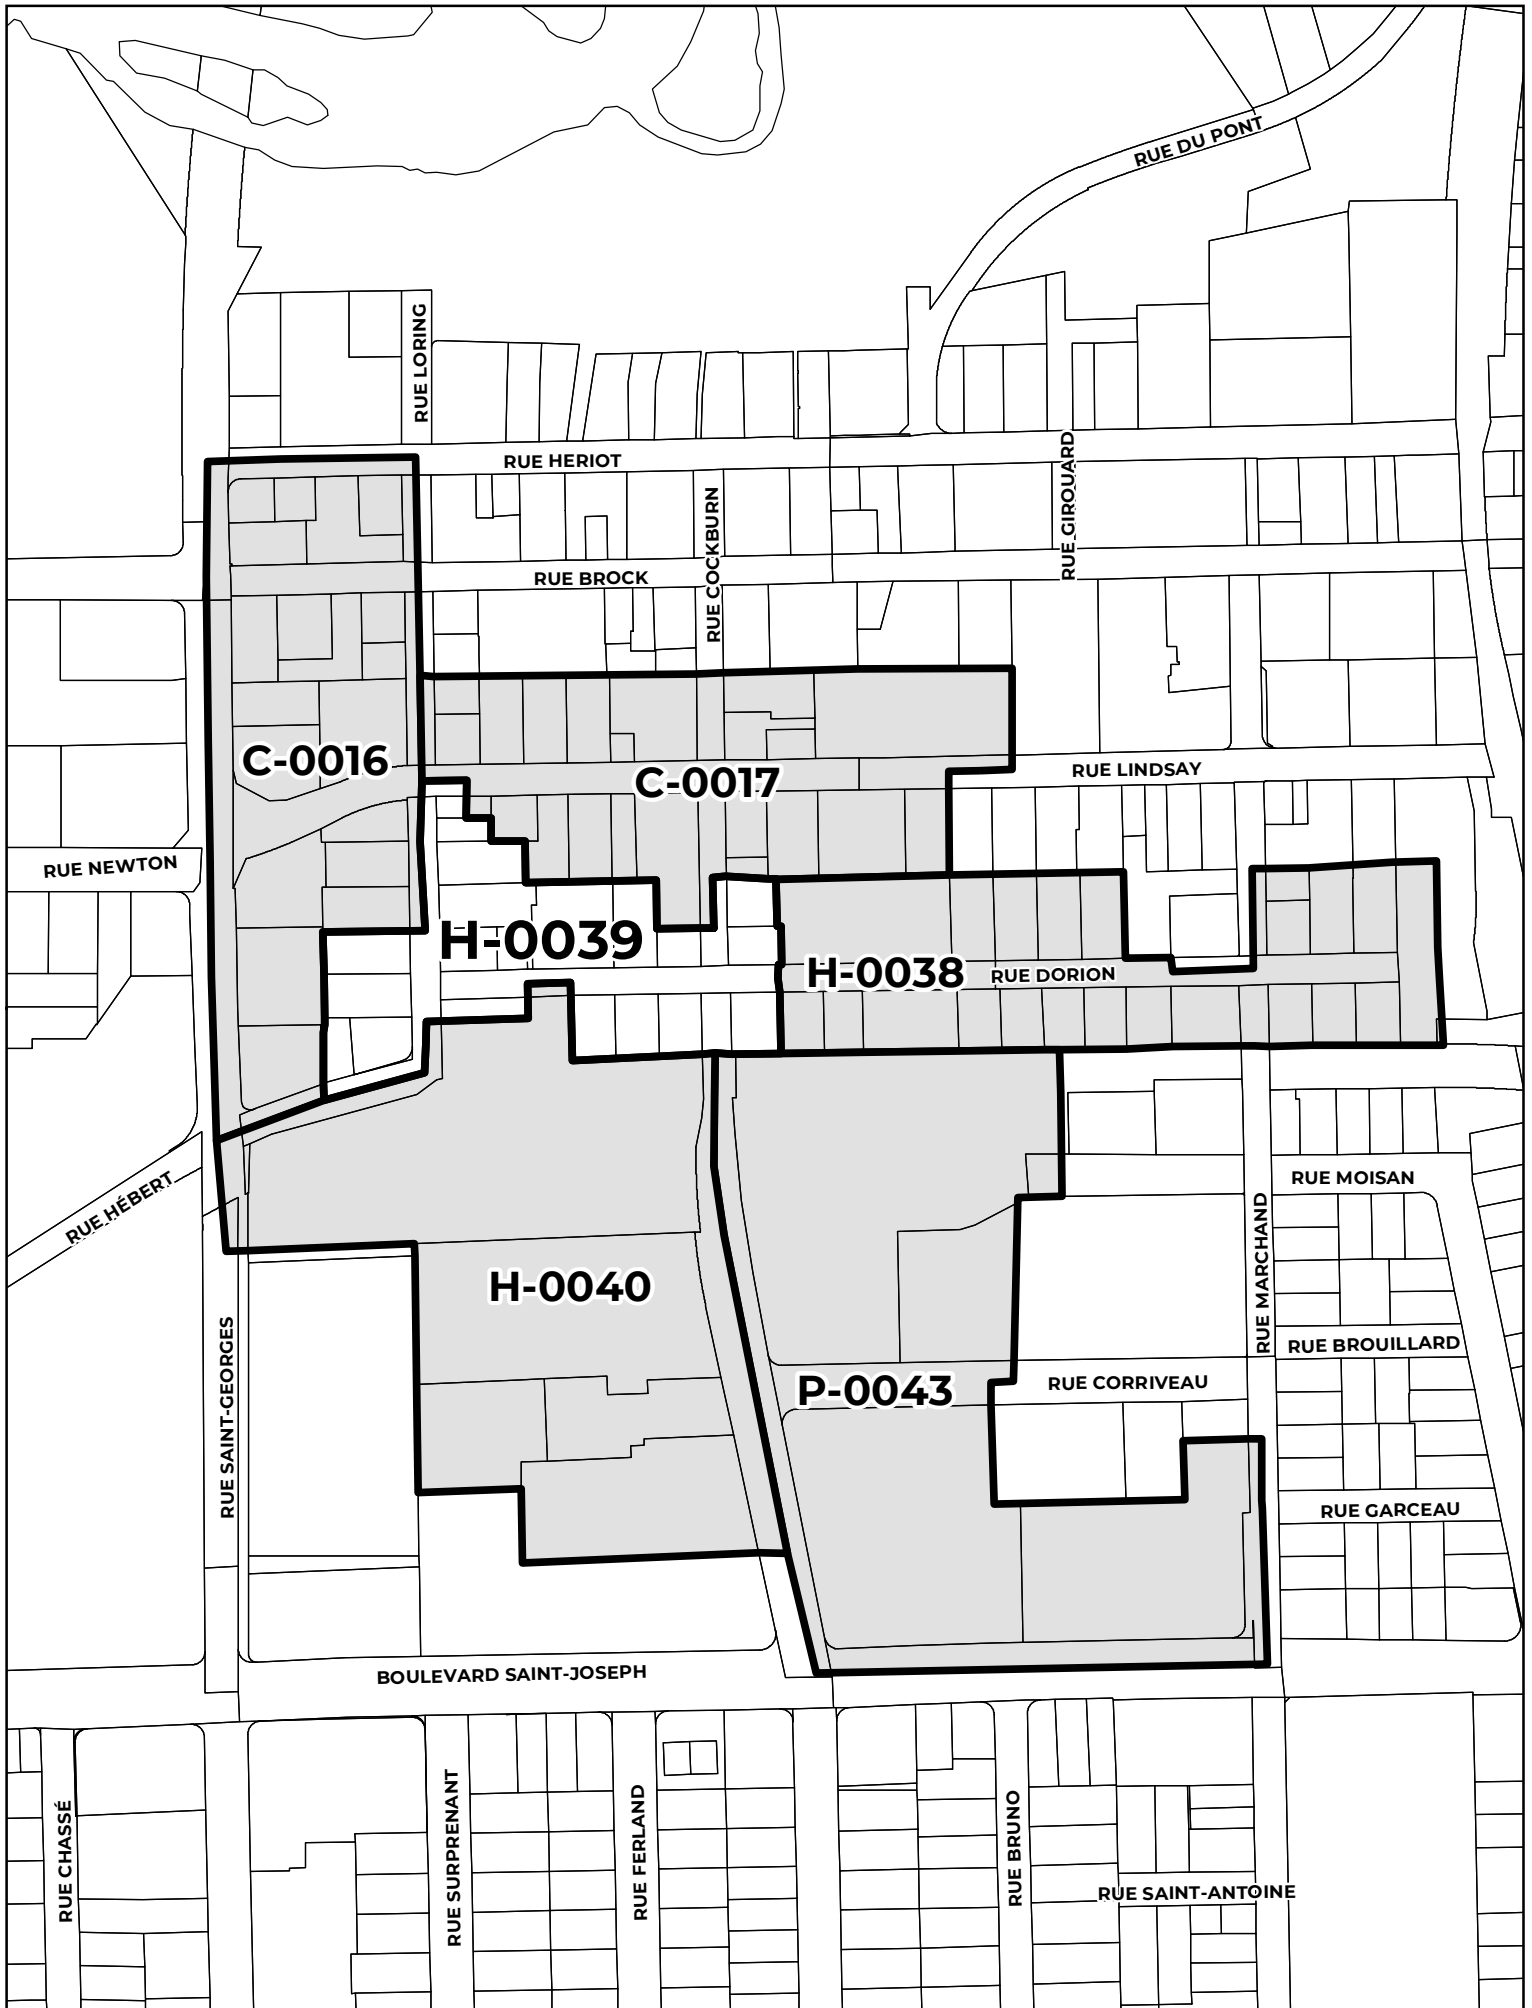 RUE DU PONT
RUE LORING
RUE HERIOT
RUE GIROUARD
RUE COCKBURN
RUE BROCK
C-0016
C-0017
RUE LINDSAY
RUE NEWTON
H-0039
H-0038
RUE DORION
RUE HÉBERT
RUE MOISAN
RUE MARCHAND
H-0040
RUE SAINT-GEORGES
RUE BROUILLARD
P-0043
RUE CORRIVEAU
RUE GARCEAU
BOULEVARD SAINT-JOSEPH
RUE CHASSÉ
RUE SURPRENANT
RUE FERLAND
RUE BRUNO
RUE SAINT-ANTOINE